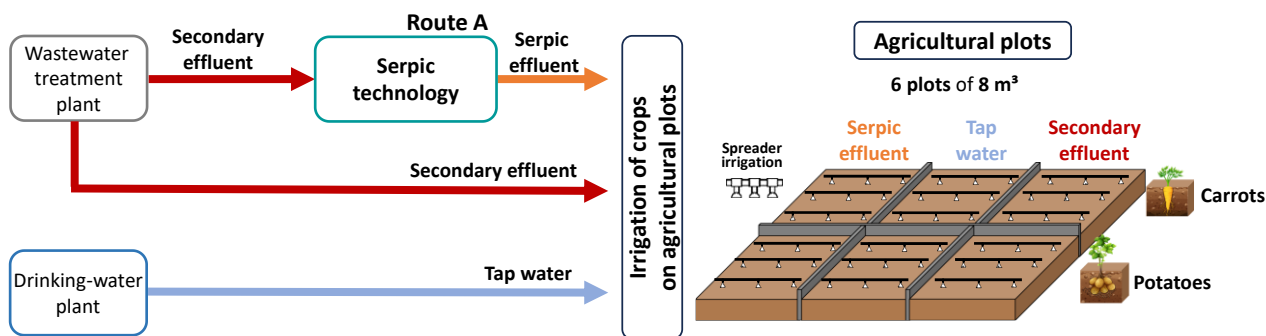 Route A
Wastewater
treatment
plant
Secondary
effluent
Serpic
technology
Serpic
effluent
Secondary effluent
Drinking-water
plant
Tap water
Irrigation of crops
on agricultural plots
Agricultural plots
6 plots of 8 m³
Spreader
irrigation
Serpic
effluent
Tap
water
Secondary
effluent
Carrots
Potatoes